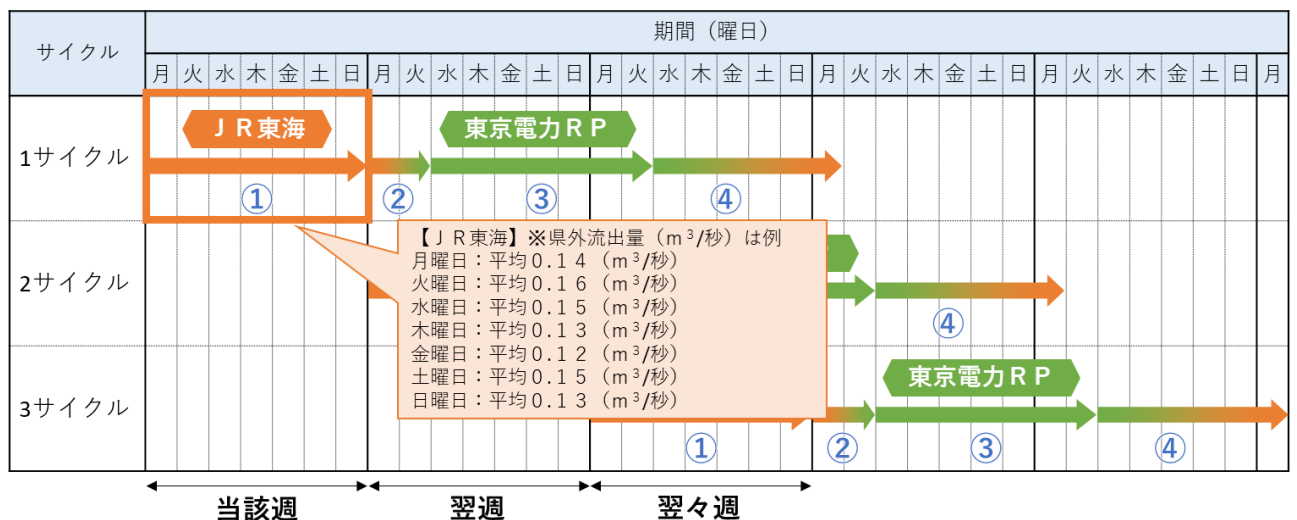 サイクル
期間（曜日）
月 火 水 木 金 土 日 月 火 水 木 金 土 日 月 火 水 木 金 土 日 月 火 水 木 金 土 日 月 火 水 木 金 土 日 月
1サイクル
ＪＲ東海
東京電力ＲＰ
① ② ③ ④
【ＪＲ東海】※県外流出量（m³/秒）は例
月曜日：平均０.１４（m³/秒）
火曜日：平均０.１６（m³/秒）
水曜日：平均０.１５（m³/秒）
木曜日：平均０.１３（m³/秒）
金曜日：平均０.１２（m³/秒）
土曜日：平均０.１５（m³/秒）
日曜日：平均０.１３（m³/秒）
2サイクル
④
3サイクル
東京電力ＲＰ
① ② ③ ④
当該週
翌週
翌々週